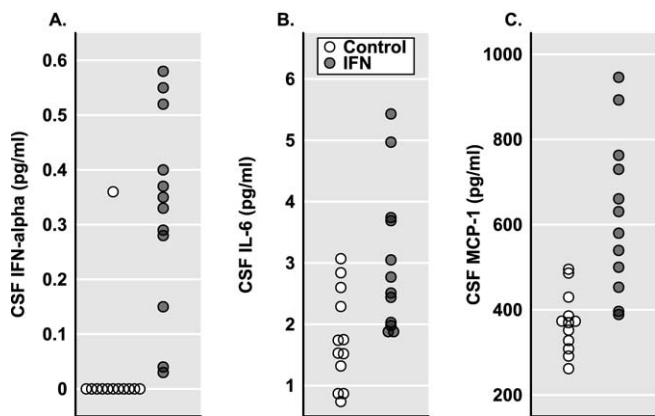 A.
CSF IFN-alpha (pg/ml)
0.6
0.5
0.4
0.3
0.2
0.1
0
B.
Control
IFN
CSF IL-6 (pg/ml)
6
5
4
3
2
1
C.
CSF MCP-1 (pg/ml)
1000
800
600
400
200